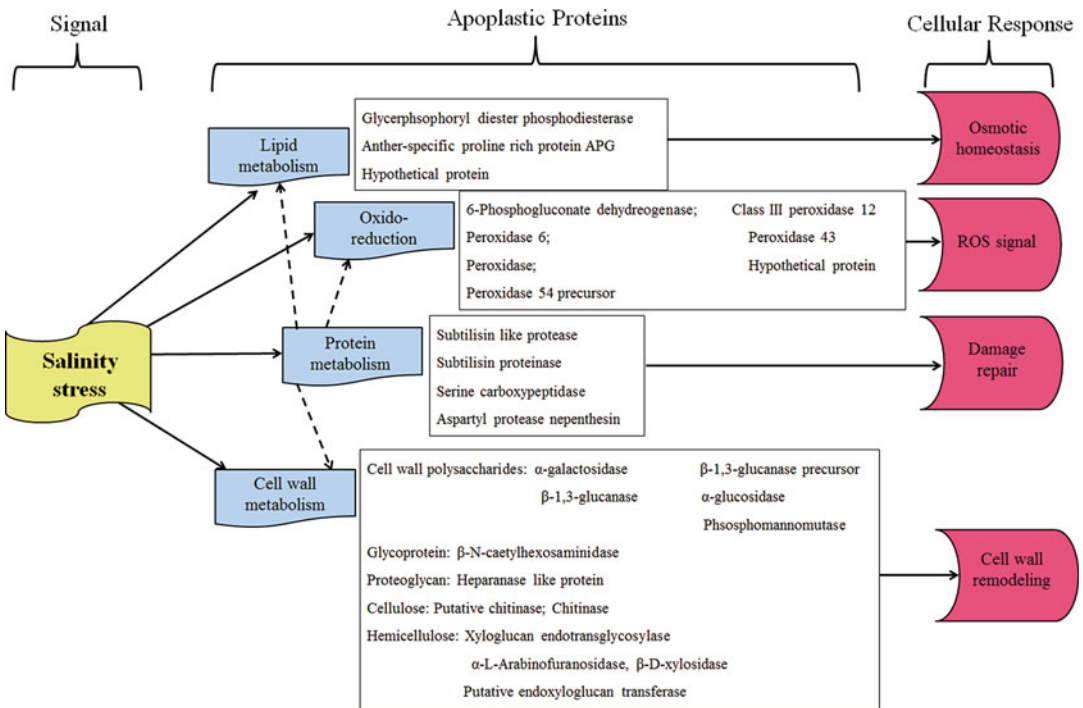 Signal
Apoplastic Proteins
Cellular Response
Salinity
stress
Lipid
metabolism
Glycerphsophoryl diester phosphodiesterase
Anther-specific proline rich protein APG
Hypothetical protein
Osmotic
homeostasis
Oxido-
reduction
6-Phosphogluconate dehydreogenase; Class III peroxidase 12
Peroxidase 6; Peroxidase 43
Peroxidase; Hypothetical protein
Peroxidase 54 precursor
ROS signal
Protein
metabolism
Subtilisin like protease
Subtilisin proteinase
Serine carboxypeptidase
Aspartyl protease nepenthesin
Damage
repair
Cell wall
metabolism
Cell wall polysaccharides: α-galactosidase β-1,3-glucanase precursor
β-1,3-glucanase α-glucosidase
Phsosphomannomutase
Glycoprotein: β-N-caetylhexosaminidase
Proteoglycan: Heparanase like protein
Cellulose: Putative chitinase; Chitinase
Hemicellulose: Xyloglucan endotransglycosylase
α-L-Arabinofuranosidase, β-D-xylosidase
Putative endoxyloglucan transferase
Cell wall
remodeling